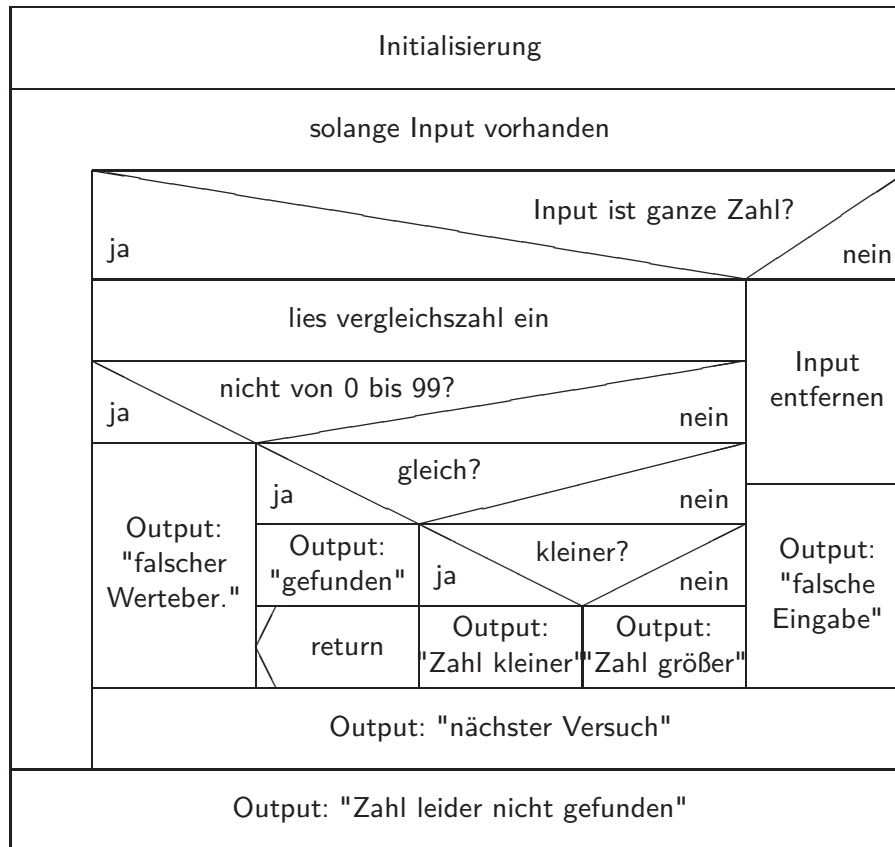 Initialisierung
solange Input vorhanden
Input ist ganze Zahl?
ja
nein
lies vergleichszahl ein
Input
entfernen
nicht von 0 bis 99?
ja
nein
gleich?
ja
nein
Output:
"falscher
Werteber."
Output:
"gefunden"
kleiner?
ja
nein
Output:
"falsche
Eingabe"
return
Output:
"Zahl kleiner"
Output:
"Zahl größer"
Output: "nächster Versuch"
Output: "Zahl leider nicht gefunden"